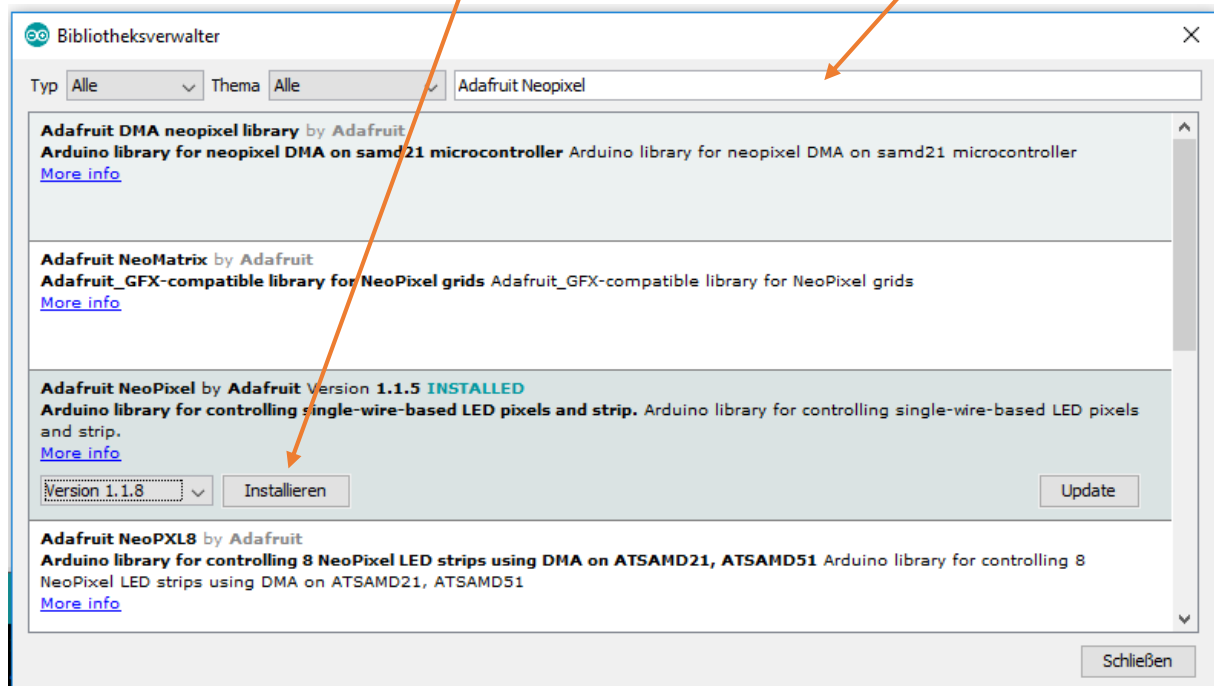 Bibliotheksverwalter
Typ Alle Thema Alle Adafruit Neopixel
Adafruit DMA neopixel library by Adafruit
Arduino library for neopixel DMA on samd21 microcontroller Arduino library for neopixel DMA on samd21 microcontroller
More info
Adafruit NeoMatrix by Adafruit
Adafruit_GFX-compatible library for NeoPixel grids Adafruit_GFX-compatible library for NeoPixel grids
More info
Adafruit NeoPixel by Adafruit Version 1.1.5 INSTALLED
Arduino library for controlling single-wire-based LED pixels and strip. Arduino library for controlling single-wire-based LED pixels
and strip.
More info
Version 1.1.8 Installieren Update
Adafruit NeoPXL8 by Adafruit
Arduino library for controlling 8 NeoPixel LED strips using DMA on ATSAMD21, ATSAMD51 Arduino library for controlling 8
NeoPixel LED strips using DMA on ATSAMD21, ATSAMD51
More info
Schließen